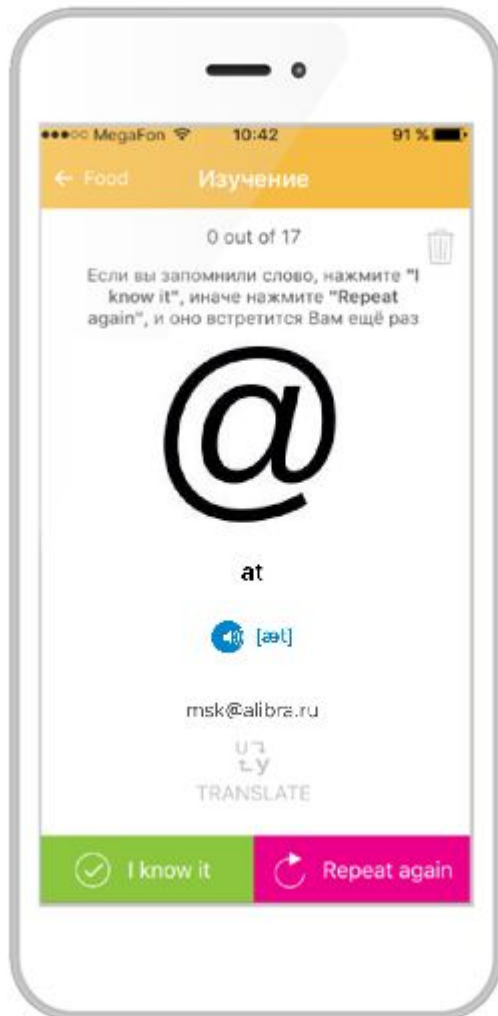 ●●●○○ MegaFon 10:42 91 %
← Food Изучение
0 out of 17
Если вы запомнили слово, нажмите "I
know it", иначе нажмите "Repeat
again", и оно встретится Вам ещё раз
@
at
[æt]
msk@alibra.ru
TRANSLATE
I know it Repeat again